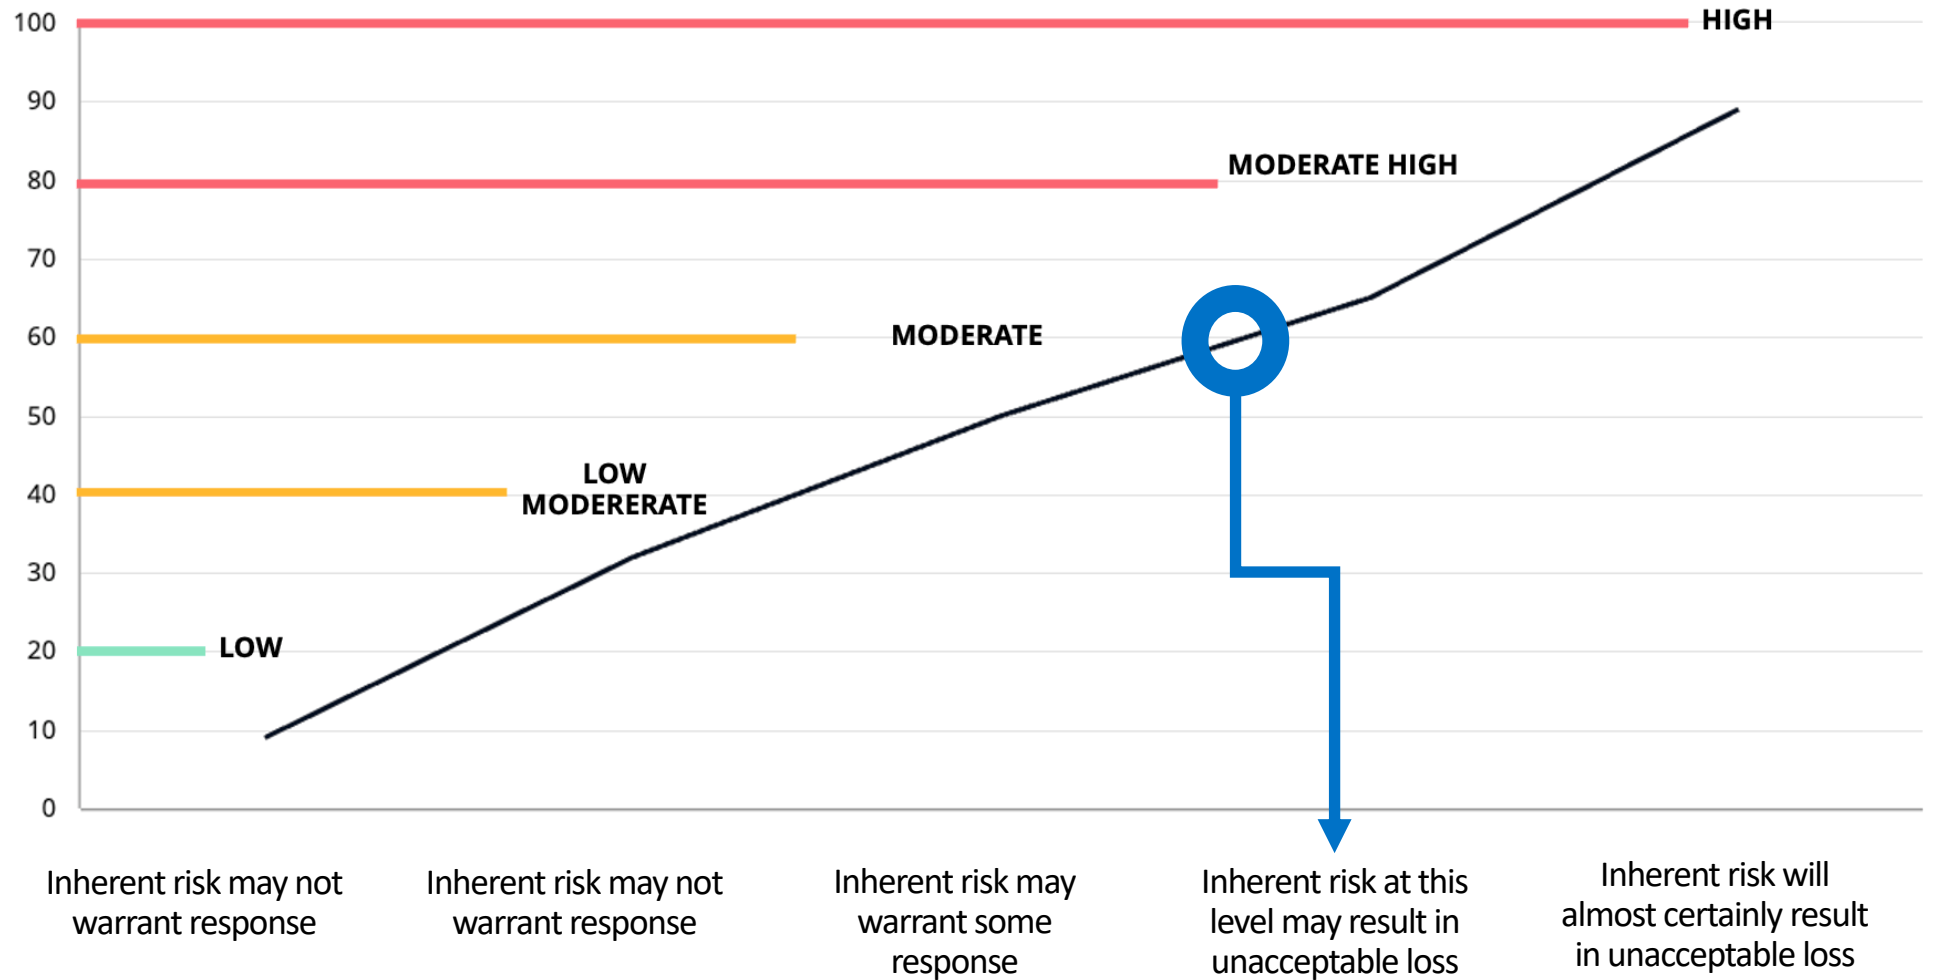 100
HIGH
90
MODERATE HIGH
80
70
60
MODERATE
50
LOW
MODERERATE
40
30
20
LOW
10
0
Inherent risk may not
warrant response
Inherent risk may not
warrant response
Inherent risk may
warrant some
response
Inherent risk at this
level may result in
unacceptable loss
Inherent risk will
almost certainly result
in unacceptable loss